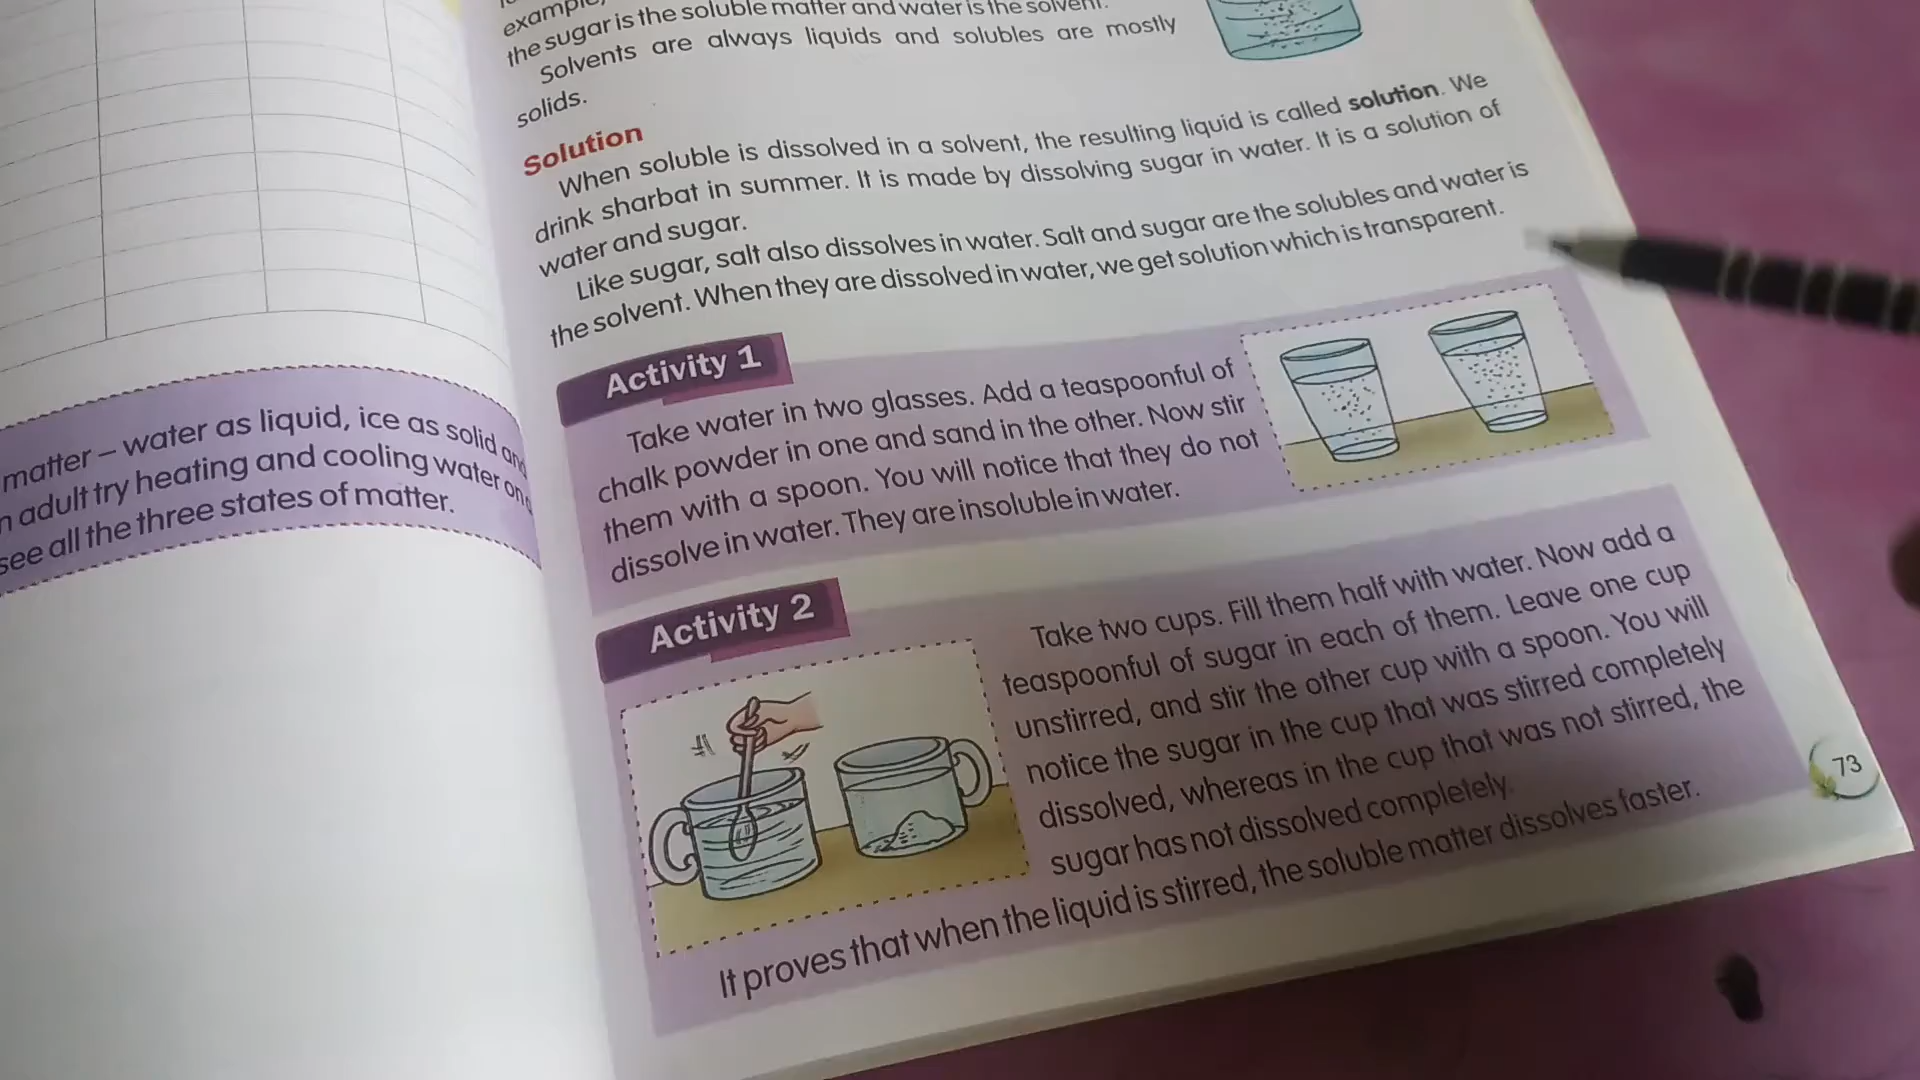 matter – water as liquid, ice as solid and
adult try heating and cooling water on
see all the three states of matter.
example,
the sugar is the soluble matter and water is the solvent.
Solvents are always liquids and solubles are mostly
solids.
Solution
When soluble is dissolved in a solvent, the resulting liquid is called solution. We
drink sharbat in summer. It is made by dissolving sugar in water. It is a solution of
water and sugar.
Like sugar, salt also dissolves in water. Salt and sugar are the solubles and water is
the solvent. When they are dissolved in water, we get solution which is transparent.
Activity 1
Take water in two glasses. Add a teaspoonful of
chalk powder in one and sand in the other. Now stir
them with a spoon. You will notice that they do not
dissolve in water. They are insoluble in water.
Activity 2
Take two cups. Fill them half with water. Now add a
teaspoonful of sugar in each of them. Leave one cup
unstirred, and stir the other cup with a spoon. You will
notice the sugar in the cup that was stirred completely
dissolved, whereas in the cup that was not stirred, the
sugar has not dissolved completely.
It proves that when the liquid is stirred, the soluble matter dissolves faster.
73